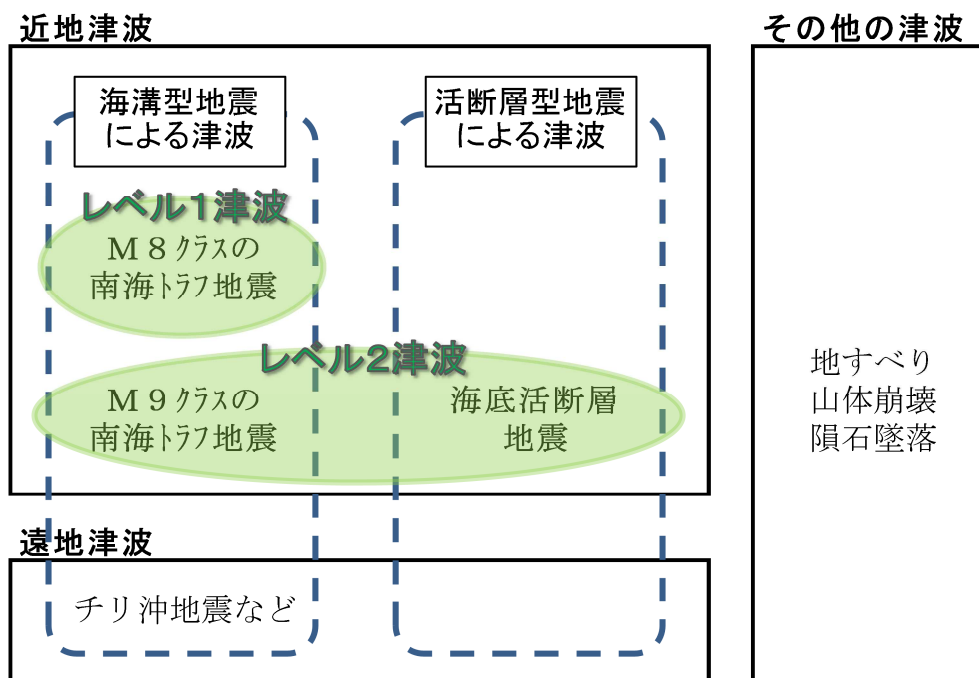 近地津波
海溝型地震
による津波
活断層型地震
による津波
レベル1津波
M8ｸﾗｽの
南海ﾄﾗﾌ地震
レベル2津波
M9ｸﾗｽの
南海ﾄﾗﾌ地震
海底活断層
地震
遠地津波
チリ沖地震など
その他の津波
地すべり
山体崩壊
隕石墜落